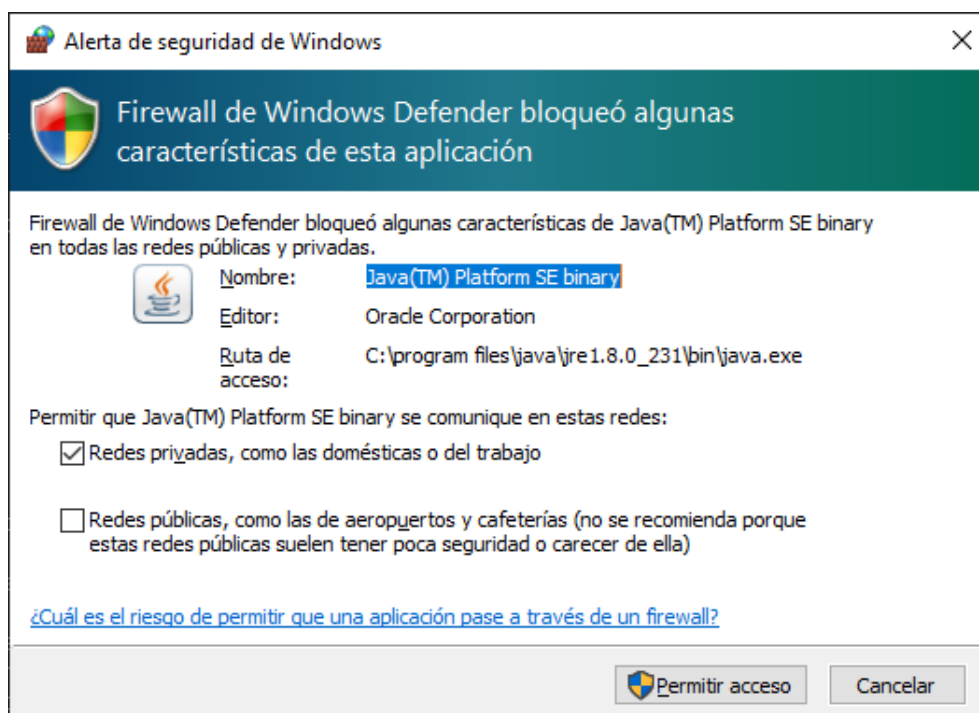 Alerta de seguridad de Windows
Firewall de Windows Defender bloqueó algunas
características de esta aplicación
Firewall de Windows Defender bloqueó algunas características de Java(TM) Platform SE binary
en todas las redes públicas y privadas.
Nombre: Java(TM) Platform SE binary
Editor: Oracle Corporation
Ruta de acceso: C:\program files\java\jre1.8.0_231\bin\java.exe
Permitir que Java(TM) Platform SE binary se comunique en estas redes:
Redes privadas, como las domésticas o del trabajo
Redes públicas, como las de aeropuertos y cafeterías (no se recomienda porque
estas redes públicas suelen tener poca seguridad o carecer de ella)
¿Cuál es el riesgo de permitir que una aplicación pase a través de un firewall?
Permitir acceso Cancelar